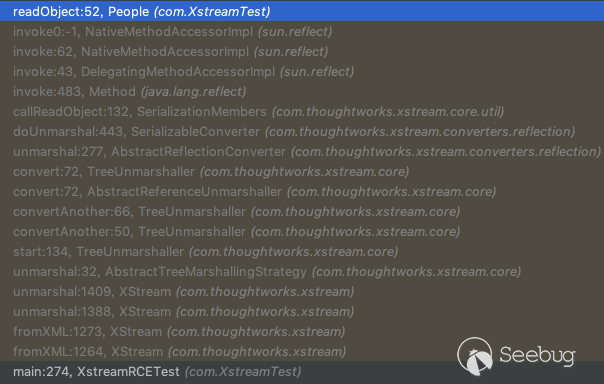 readObject:52, People (com.XstreamTest)
invoke0:-1, NativeMethodAccessorImpl (sun.reflect)
invoke:62, NativeMethodAccessorImpl (sun.reflect)
invoke:43, DelegatingMethodAccessorImpl (sun.reflect)
invoke:483, Method (java.lang.reflect)
callReadObject:132, SerializationMembers (com.thoughtworks.xstream.core.util)
doUnmarshal:443, SerializableConverter (com.thoughtworks.xstream.converters.reflection)
unmarshal:277, AbstractReflectionConverter (com.thoughtworks.xstream.converters.reflection)
convert:72, TreeUnmarshaller (com.thoughtworks.xstream.core)
convert:72, AbstractReferenceUnmarshaller (com.thoughtworks.xstream.core)
convertAnother:66, TreeUnmarshaller (com.thoughtworks.xstream.core)
convertAnother:50, TreeUnmarshaller (com.thoughtworks.xstream.core)
start:134, TreeUnmarshaller (com.thoughtworks.xstream.core)
unmarshal:32, AbstractTreeMarshallingStrategy (com.thoughtworks.xstream.core)
unmarshal:1409, XStream (com.thoughtworks.xstream)
unmarshal:1388, XStream (com.thoughtworks.xstream)
fromXML:1273, XStream (com.thoughtworks.xstream)
fromXML:1264, XStream (com.thoughtworks.xstream)
main:274, XstreamRCETest (com.XstreamTest)
Seebug